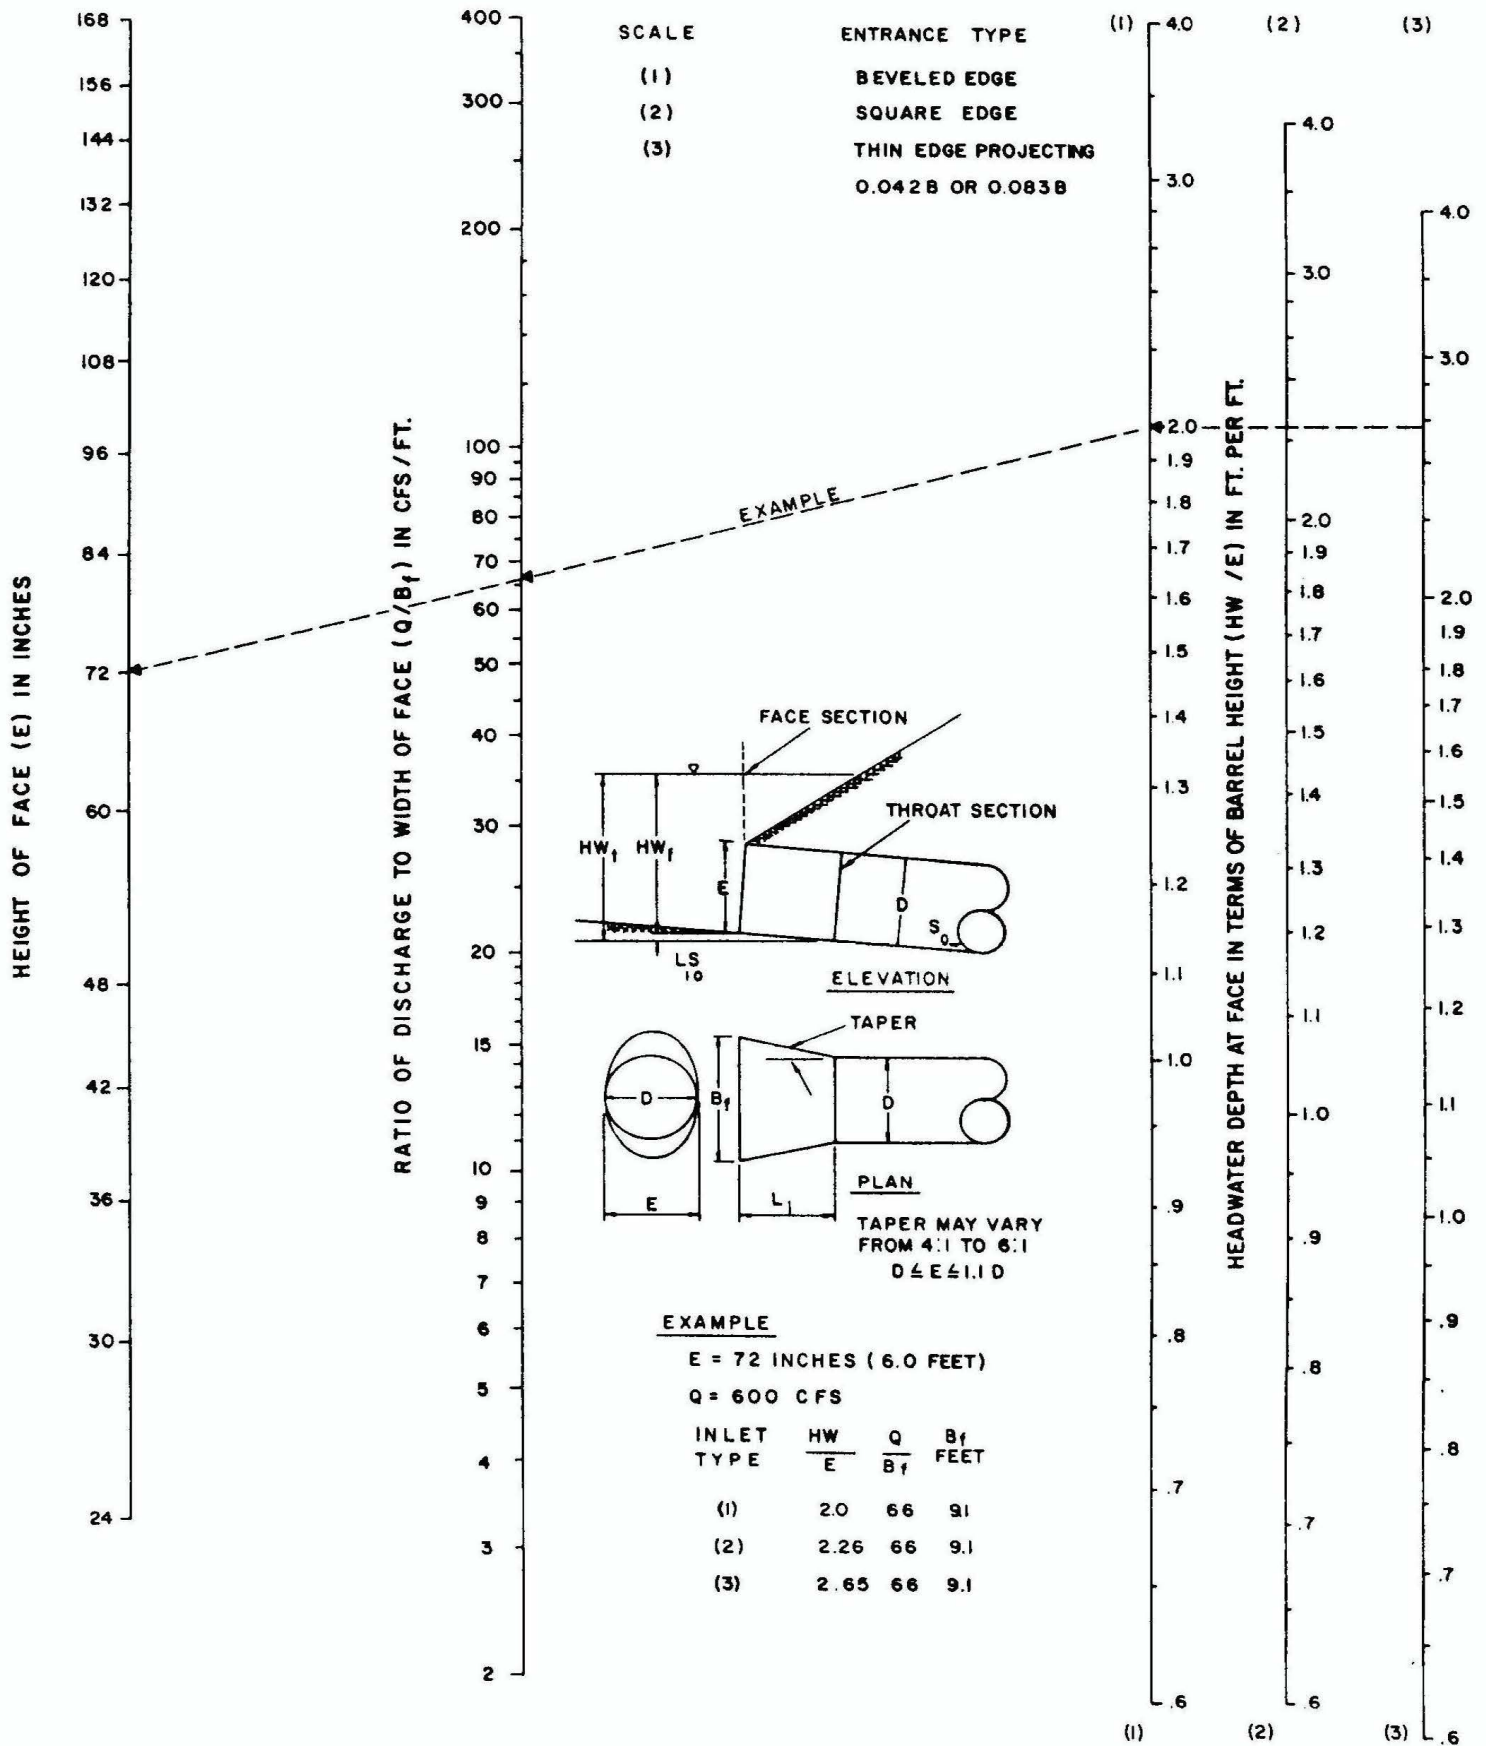 HEIGHT OF FACE (E) IN INCHES
168
156
144
132
120
108
96
84
72
60
48
42
36
30
24
RATIO OF DISCHARGE TO WIDTH OF FACE (Q/Bf) IN CFS/FT.
400
300
200
100
90
80
70
60
50
40
30
20
15
10
9
8
7
6
5
4
3
2
SCALE ENTRANCE TYPE
(1) BEVELED EDGE
(2) SQUARE EDGE
(3) THIN EDGE PROJECTING
0.042B OR 0.083B
EXAMPLE
FACE SECTION
THROAT SECTION
HWt
HWf
E
D
So
LS
10
ELEVATION
TAPER
D
Bf
D
E
L1
PLAN
TAPER MAY VARY
FROM 4:1 TO 6:1
D≦E≦1.1D
EXAMPLE
E = 72 INCHES (6.0 FEET)
Q = 600 CFS
INLET HW Q Bf
TYPE E Bf FEET
(1) 2.0 66 9.1
(2) 2.26 66 9.1
(3) 2.65 66 9.1
HEADWATER DEPTH AT FACE IN TERMS OF BARREL HEIGHT (HW /E) IN FT. PER FT.
(1)
4.0
3.0
2.0
1.9
1.8
1.7
1.6
1.5
1.4
1.3
1.2
1.1
1.0
.9
.8
.7
.6
(1)
(2)
4.0
3.0
2.0
1.9
1.8
1.7
1.6
1.5
1.4
1.3
1.2
1.1
1.0
.9
.8
.7
.6
(2)
(3)
4.0
3.0
2.0
1.9
1.8
1.7
1.6
1.5
1.4
1.3
1.2
1.1
1.0
.9
.8
.7
.6
(3)